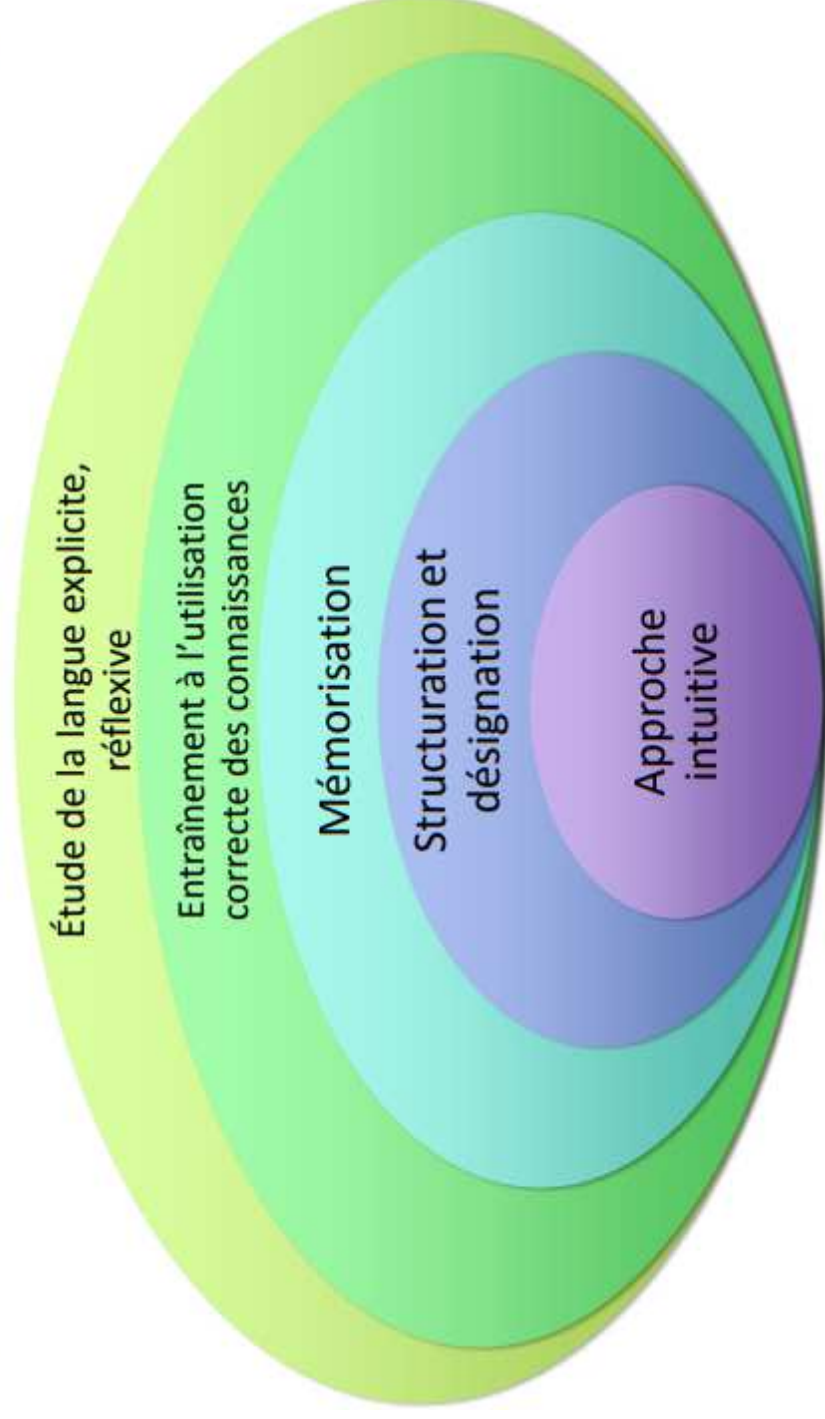 Étude de la langue explicite,
réflexive
Entraînement à l’utilisation
correcte des connaissances
Mémorisation
Structuration et
désignation
Approche
intuitive